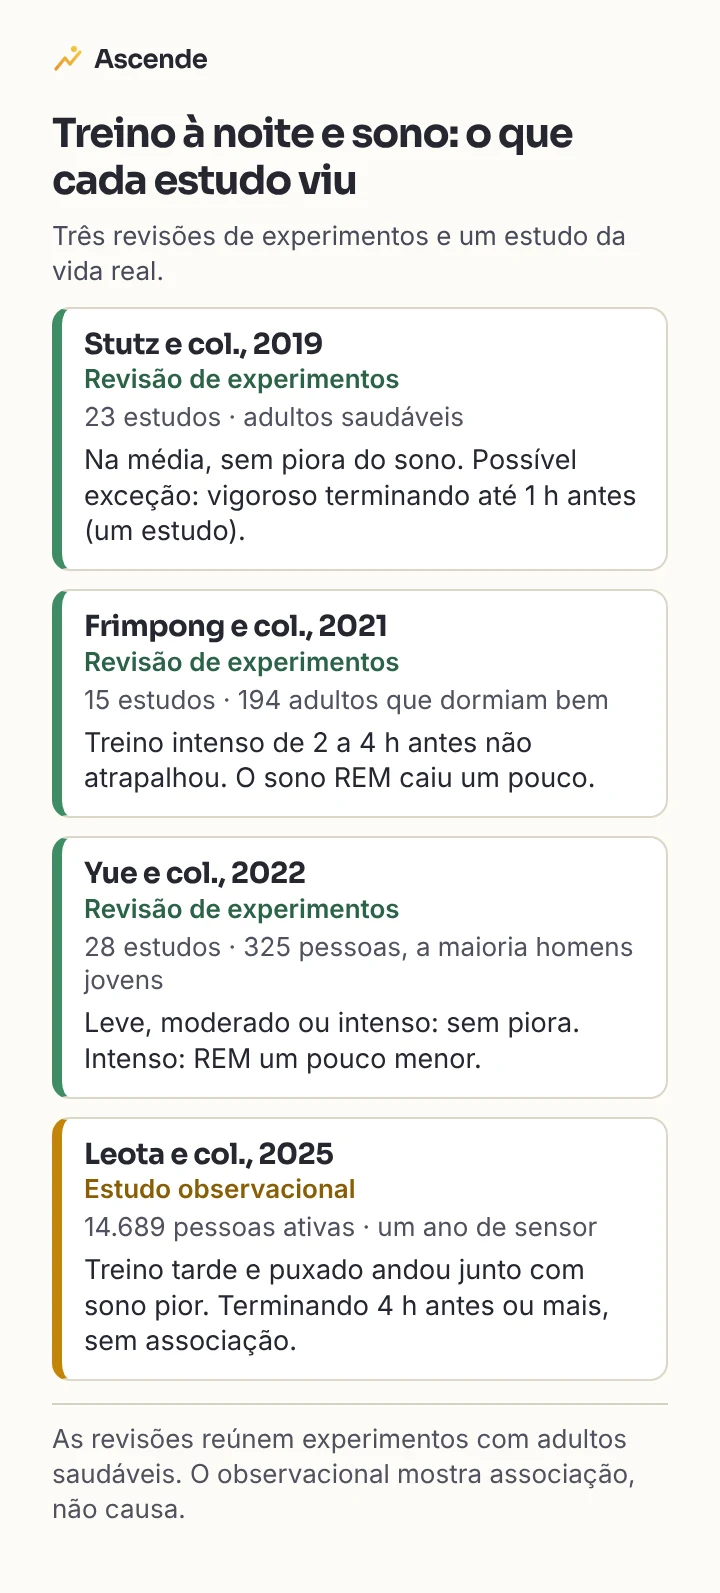 Ascende
Treino à noite e sono: o que
cada estudo viu
Três revisões de experimentos e um estudo da
vida real.
Stutz e col., 2019
Revisão de experimentos
23 estudos · adultos saudáveis
Na média, sem piora do sono. Possível
exceção: vigoroso terminando até 1 h antes
(um estudo).
Frimpong e col., 2021
Revisão de experimentos
15 estudos · 194 adultos que dormiam bem
Treino intenso de 2 a 4 h antes não
atrapalhou. O sono REM caiu um pouco.
Yue e col., 2022
Revisão de experimentos
28 estudos · 325 pessoas, a maioria homens
jovens
Leve, moderado ou intenso: sem piora.
Intenso: REM um pouco menor.
Leota e col., 2025
Estudo observacional
14.689 pessoas ativas · um ano de sensor
Treino tarde e puxado andou junto com
sono pior. Terminando 4 h antes ou mais,
sem associação.
As revisões reúnem experimentos com adultos
saudáveis. O observacional mostra associação,
não causa.